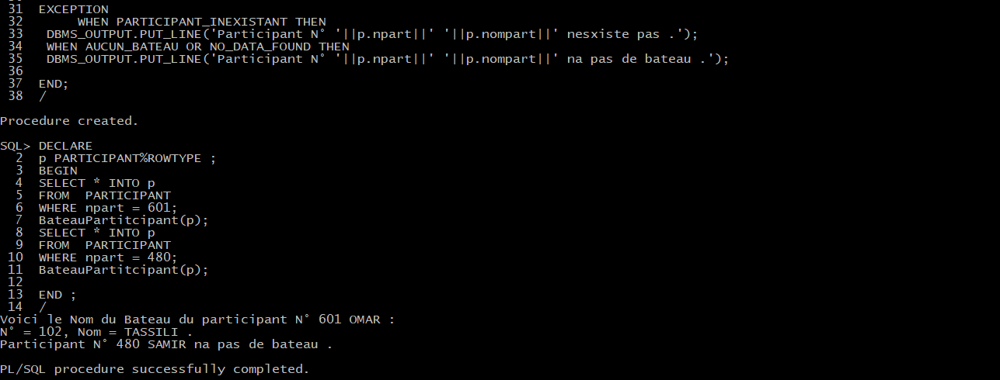 31 EXCEPTION
32 WHEN PARTICIPANT_INEXISTANT THEN
33 DBMS_OUTPUT.PUT_LINE('Participant N° '||p.npart||' '||p.nompart||' nesxiste pas .');
34 WHEN AUCUN_BATEAU OR NO_DATA_FOUND THEN
35 DBMS_OUTPUT.PUT_LINE('Participant N° '||p.npart||' '||p.nompart||' na pas de bateau .');
36
37 END;
38 /
Procedure created.
SQL> DECLARE
2 p PARTICIPANT%ROWTYPE ;
3 BEGIN
4 SELECT * INTO p
5 FROM  PARTICIPANT
6 WHERE npart = 601;
7 BateauPartitcipant(p);
8 SELECT * INTO p
9 FROM  PARTICIPANT
10 WHERE npart = 480;
11 BateauPartitcipant(p);
12
13 END ;
14 /
Voici le Nom du Bateau du participant N° 601 OMAR :
N° = 102, Nom = TASSILI .
Participant N° 480 SAMIR na pas de bateau .
PL/SQL procedure successfully completed.